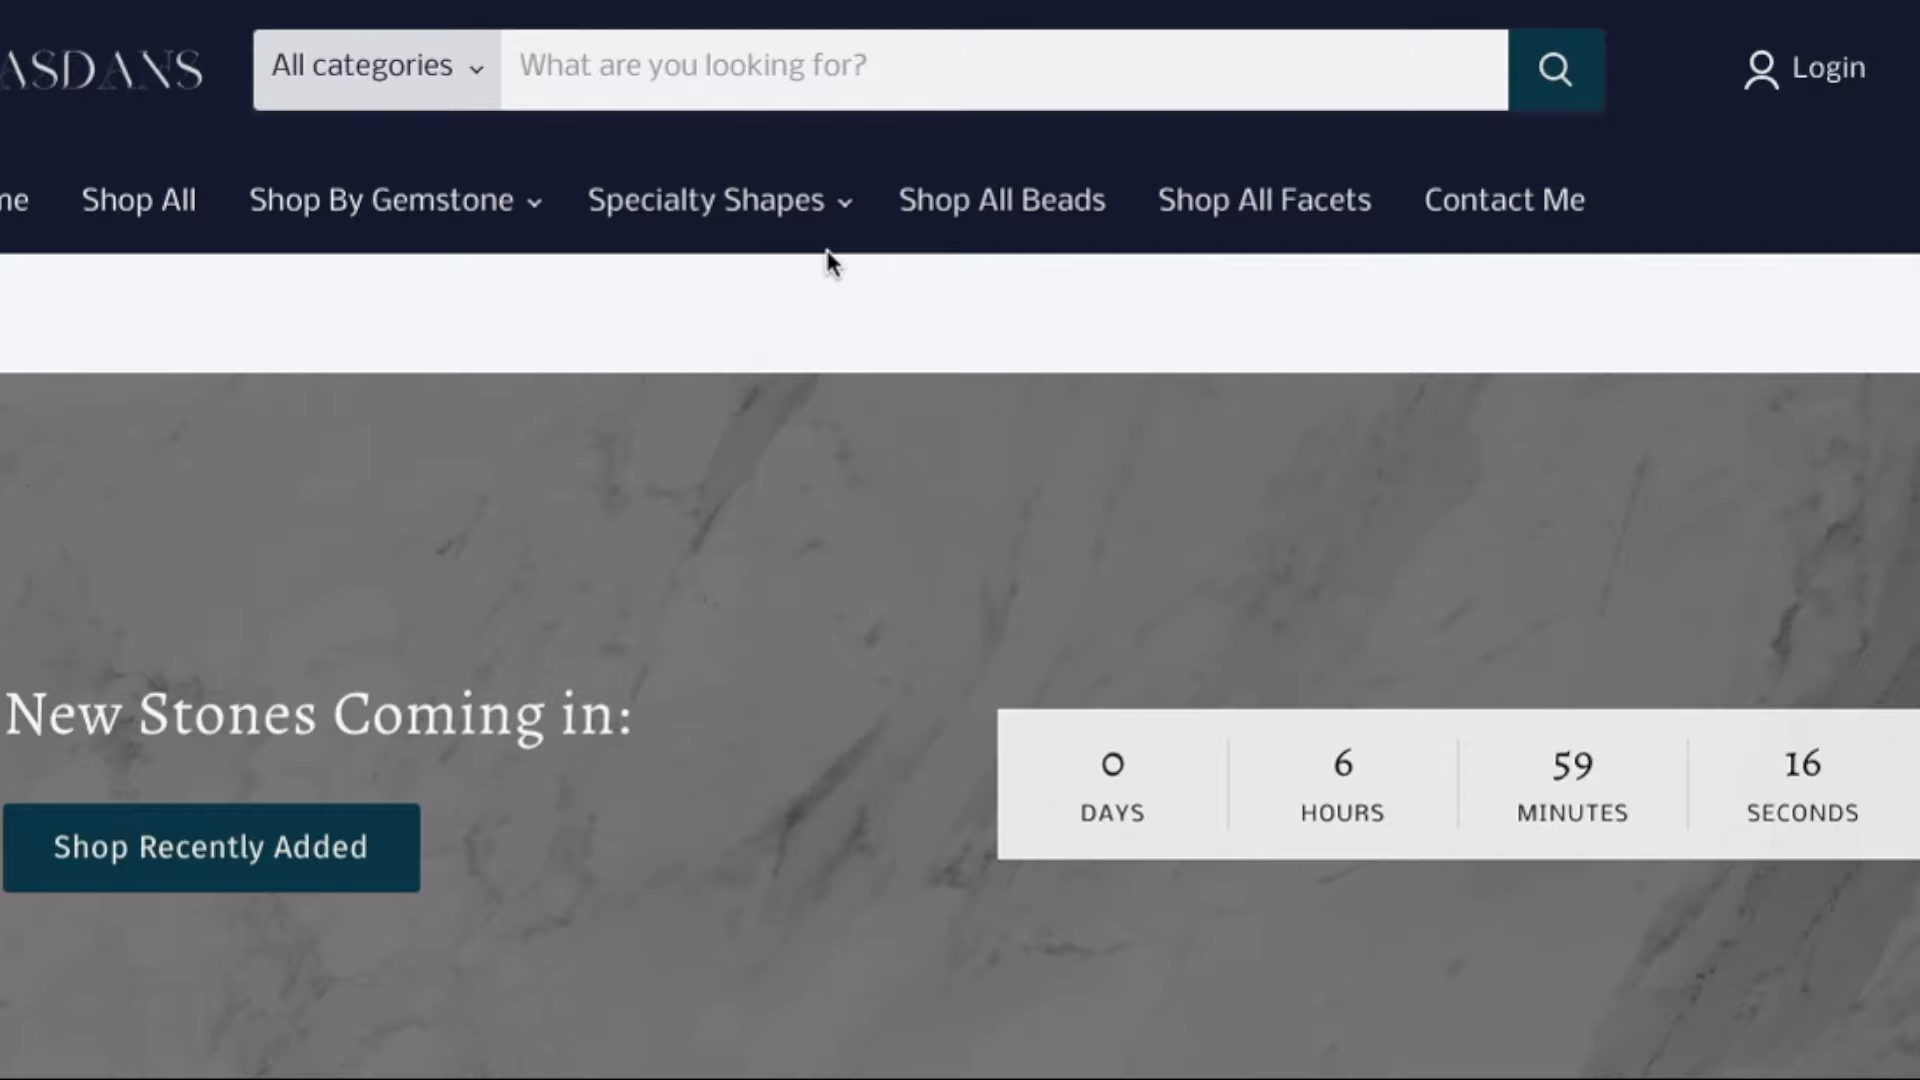 ASDANS
All categories
What are you looking for?
Login
me
Shop All
Shop By Gemstone
Specialty Shapes
Shop All Beads
Shop All Facets
Contact Me
New Stones Coming in:
Shop Recently Added
0 6 59 16
DAYS HOURS MINUTES SECONDS